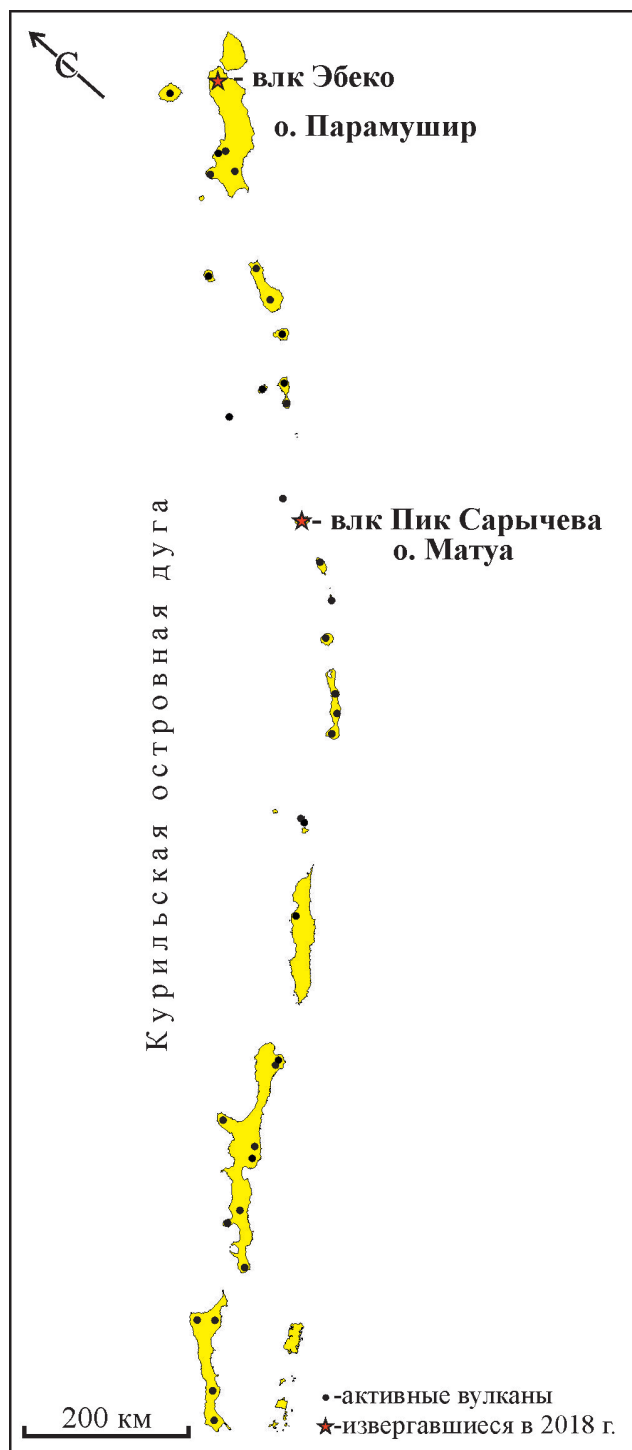 С
- влк Эбеко
о. Парамушир
Курильская островная дуга
- влк Пик Сарычева
о. Матуа
-активные вулканы
200 км
-извергавшиеся в 2018 г.